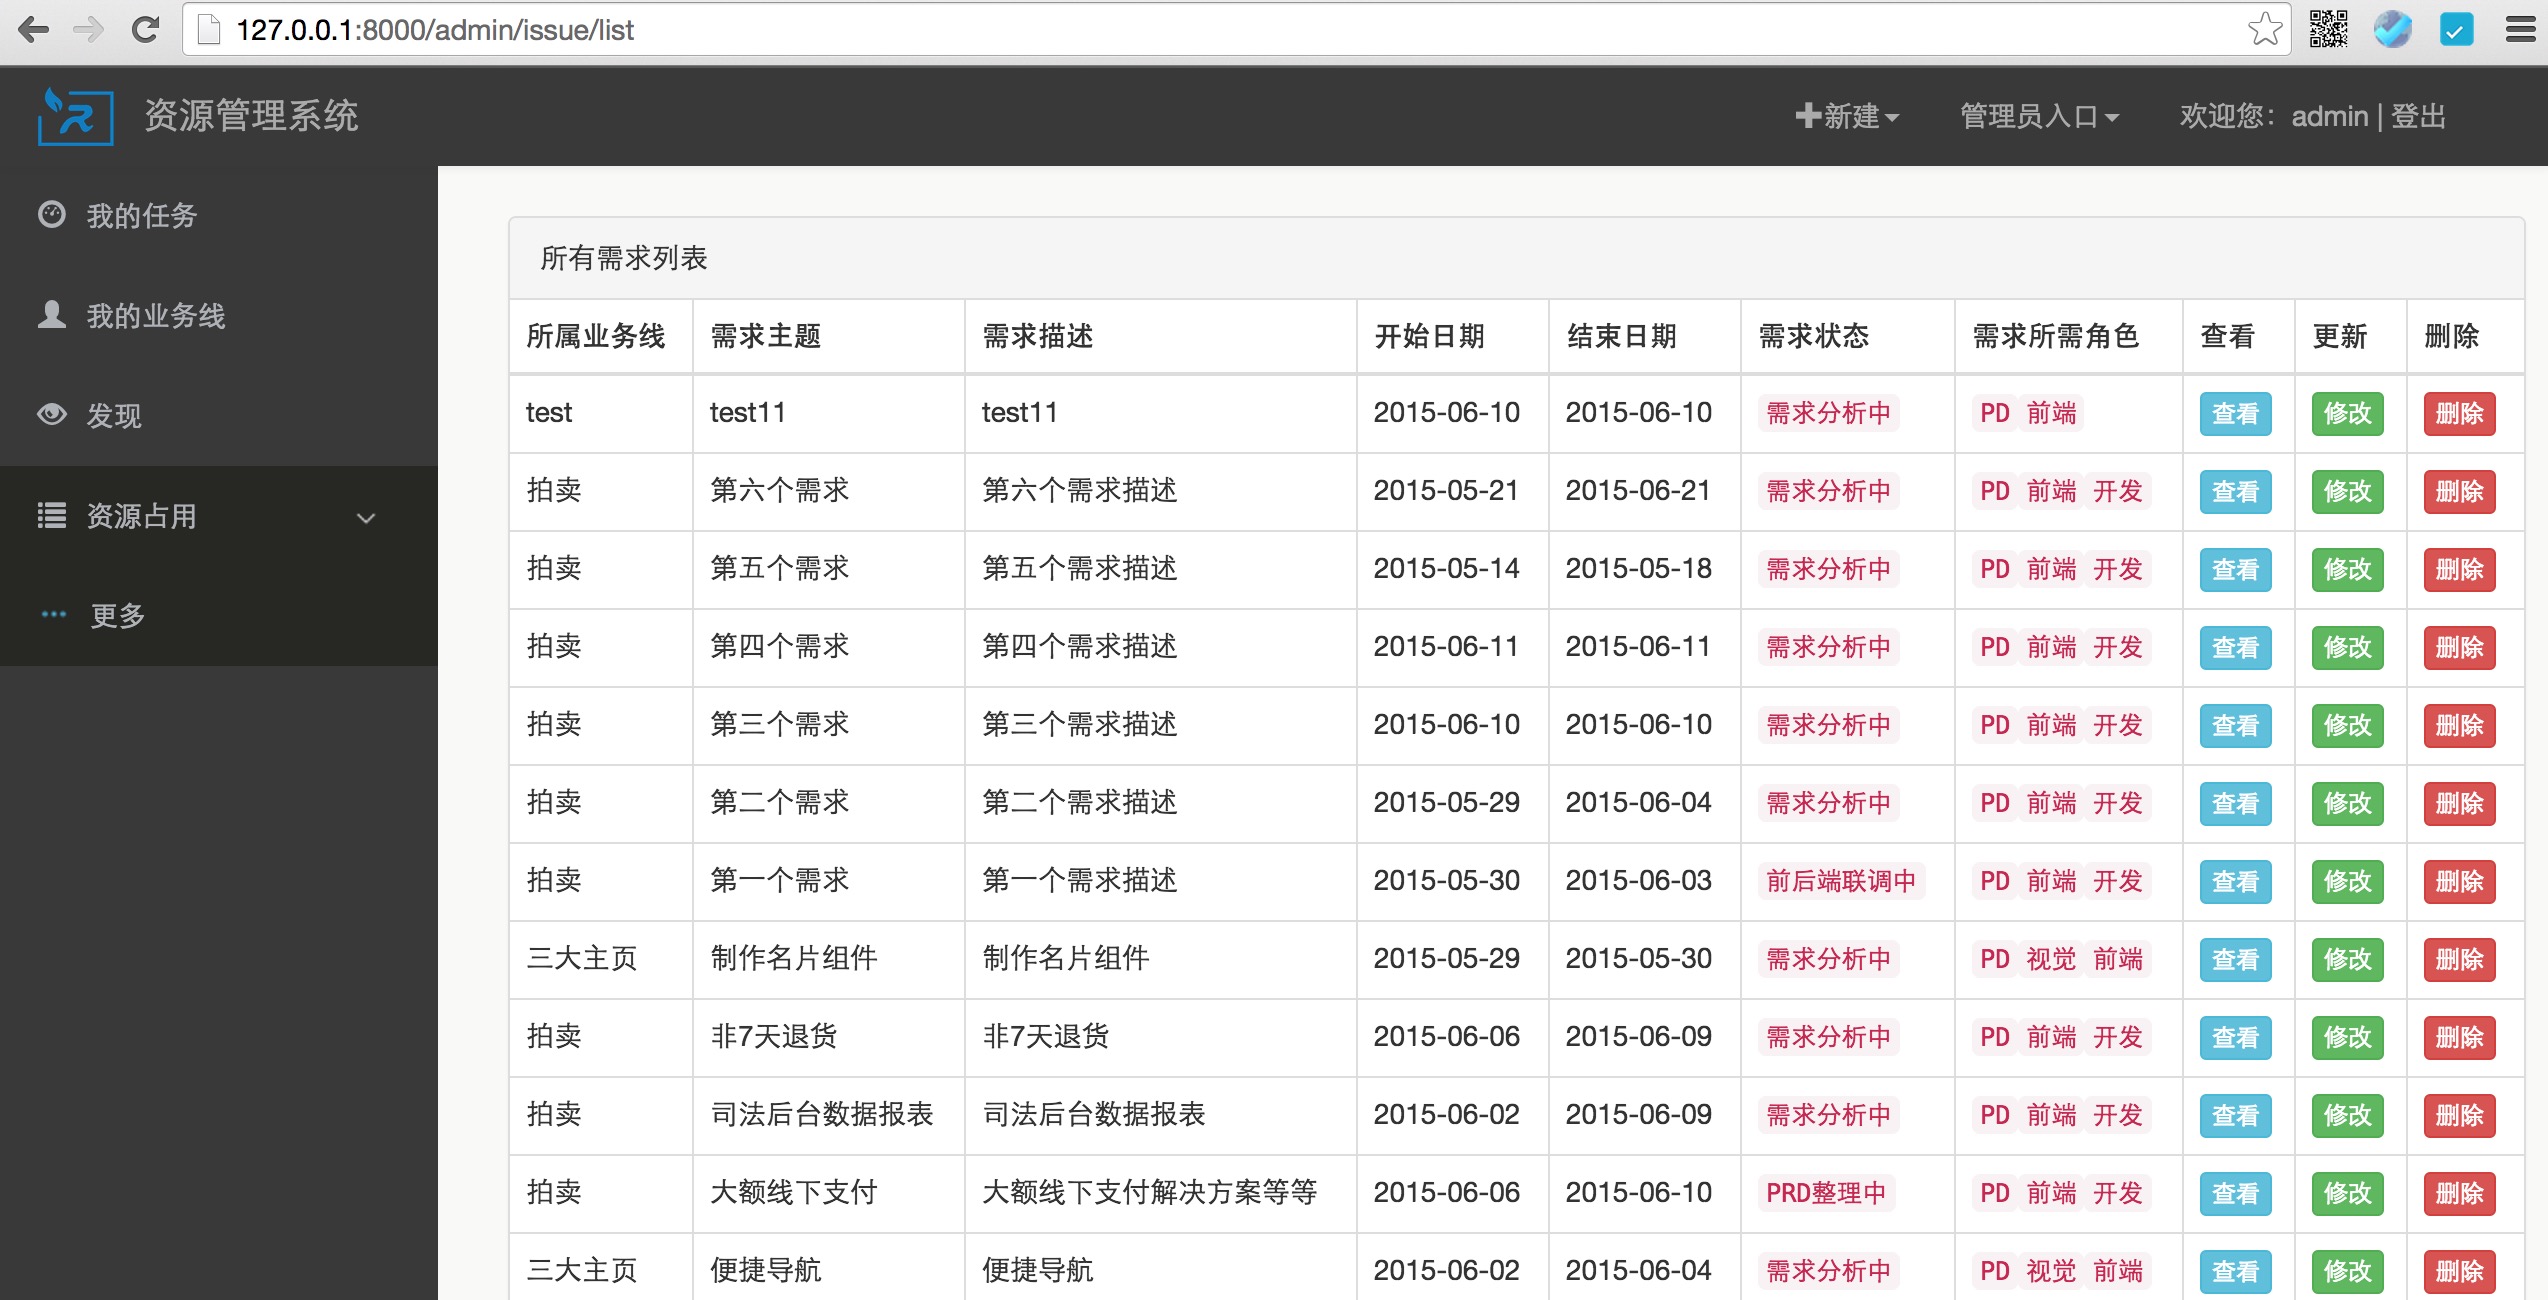 127.0.0.1:8000/admin/issue/list
资源管理系统 新建 管理员入口 欢迎您：admin | 登出
我的任务
我的业务线
发现
资源占用
更多
所有需求列表
所属业务线 需求主题 需求描述 开始日期 结束日期 需求状态 需求所需角色 查看 更新 删除
test test11 test11 2015-06-10 2015-06-10 需求分析中 PD 前端 查看 修改 删除
拍卖 第六个需求 第六个需求描述 2015-05-21 2015-06-21 需求分析中 PD 前端 开发 查看 修改 删除
拍卖 第五个需求 第五个需求描述 2015-05-14 2015-05-18 需求分析中 PD 前端 开发 查看 修改 删除
拍卖 第四个需求 第四个需求描述 2015-06-11 2015-06-11 需求分析中 PD 前端 开发 查看 修改 删除
拍卖 第三个需求 第三个需求描述 2015-06-10 2015-06-10 需求分析中 PD 前端 开发 查看 修改 删除
拍卖 第二个需求 第二个需求描述 2015-05-29 2015-06-04 需求分析中 PD 前端 开发 查看 修改 删除
拍卖 第一个需求 第一个需求描述 2015-05-30 2015-06-03 前后端联调中 PD 前端 开发 查看 修改 删除
三大主页 制作名片组件 制作名片组件 2015-05-29 2015-05-30 需求分析中 PD 视觉 前端 查看 修改 删除
拍卖 非7天退货 非7天退货 2015-06-06 2015-06-09 需求分析中 PD 前端 开发 查看 修改 删除
拍卖 司法后台数据报表 司法后台数据报表 2015-06-02 2015-06-09 需求分析中 PD 前端 开发 查看 修改 删除
拍卖 大额线下支付 大额线下支付解决方案等等 2015-06-06 2015-06-10 PRD整理中 PD 前端 开发 查看 修改 删除
三大主页 便捷导航 便捷导航 2015-06-02 2015-06-04 需求分析中 PD 视觉 前端 查看 修改 删除